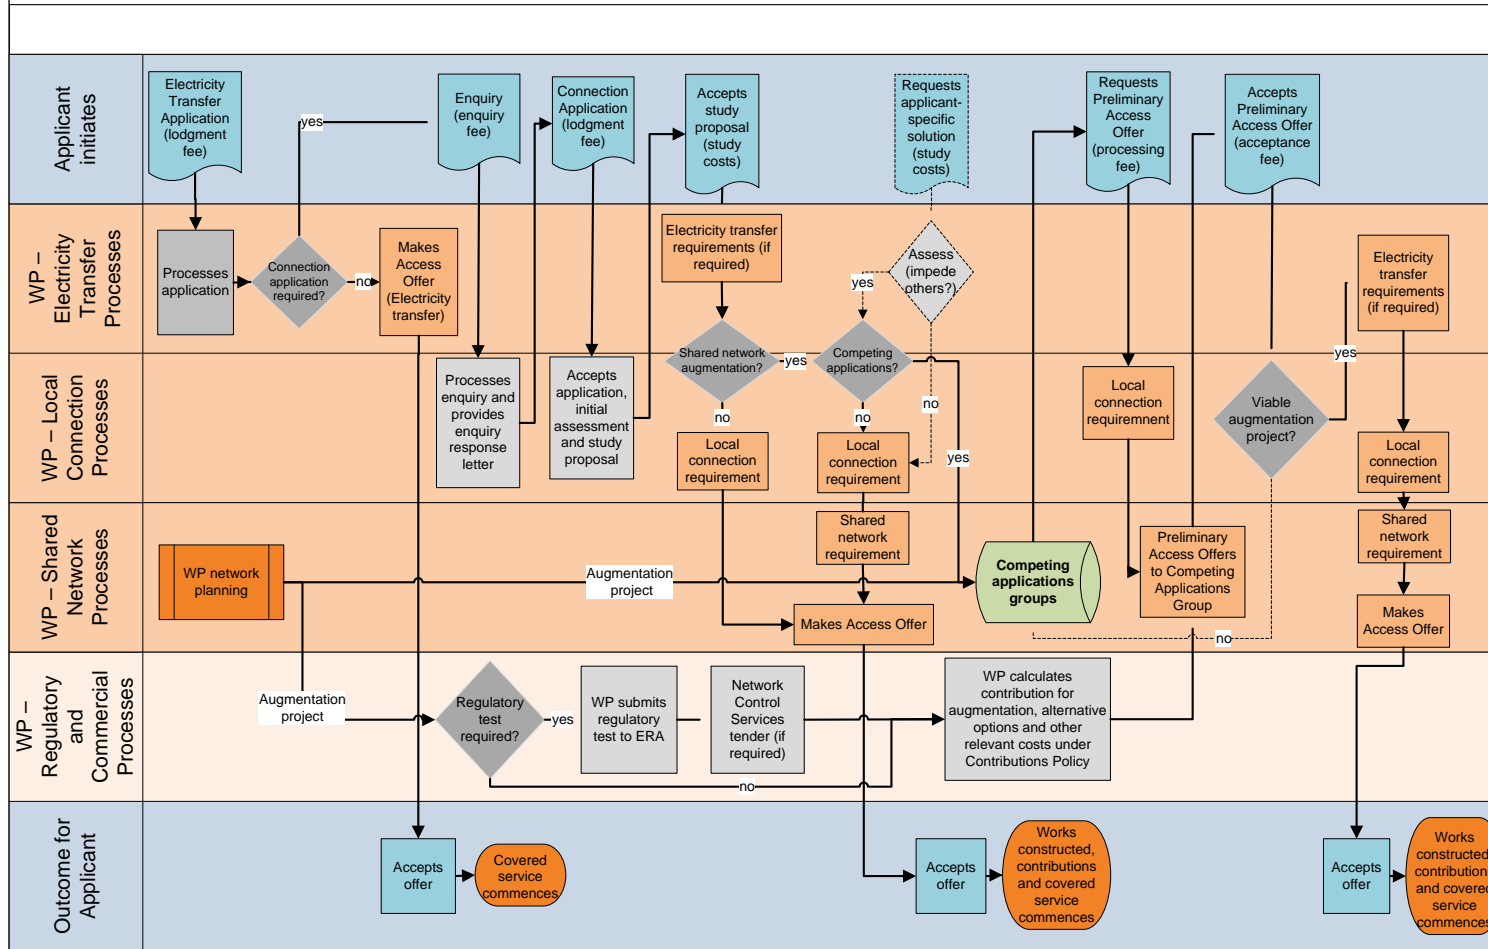 Applicant
initiates
Electricity
Transfer
Application
(lodgment
fee)
yes
Enquiry
(enquiry
fee)
Connection
Application
(lodgment
fee)
Accepts
study
proposal
(study
costs)
Requests
applicant-
specific
solution
(study
costs)
Requests
Preliminary
Access
Offer
(processing
fee)
Accepts
Preliminary
Access Offer
(acceptance
fee)
WP –
Electricity
Transfer
Processes
Processes
application
Connection
application
required?
no
Makes
Access
Offer
(Electricity
transfer)
Electricity transfer
requirements (if
required)
Assess
(impede
others?)
yes
Electricity
transfer
requirements
(if required)
Shared network
augmentation?
yes
Competing
applications?
yes
WP – Local
Connection
Processes
Processes
enquiry and
provides
enquiry
response
letter
Accepts
application,
initial
assessment
and study
proposal
no
no
no
Local
connection
requirement
Local
connection
requirement
yes
Local
connection
requiremnent
Viable
augmentation
project?
Local
connection
requirement
WP – Shared
Network
Processes
WP network
planning
Augmentation
project
Shared
network
requirement
Makes Access Offer
Competing
applications
groups
Preliminary
Access Offers
to Competing
Applications
Group
no
Shared
network
requirement
Makes
Access Offer
WP –
Regulatory
and
Commercial
Processes
Augmentation
project
Regulatory
test
required?
yes
WP submits
regulatory
test to ERA
Network
Control
Services
tender (if
required)
WP calculates
contribution for
augmentation, alternative
options and other
relevant costs under
Contributions Policy
no
Outcome for
Applicant
Accepts
offer
Covered
service
commences
Accepts
offer
Works
constructed,
contributions
and covered
service
commences
Accepts
offer
Works
constructed,
contributions
and covered
service
commences